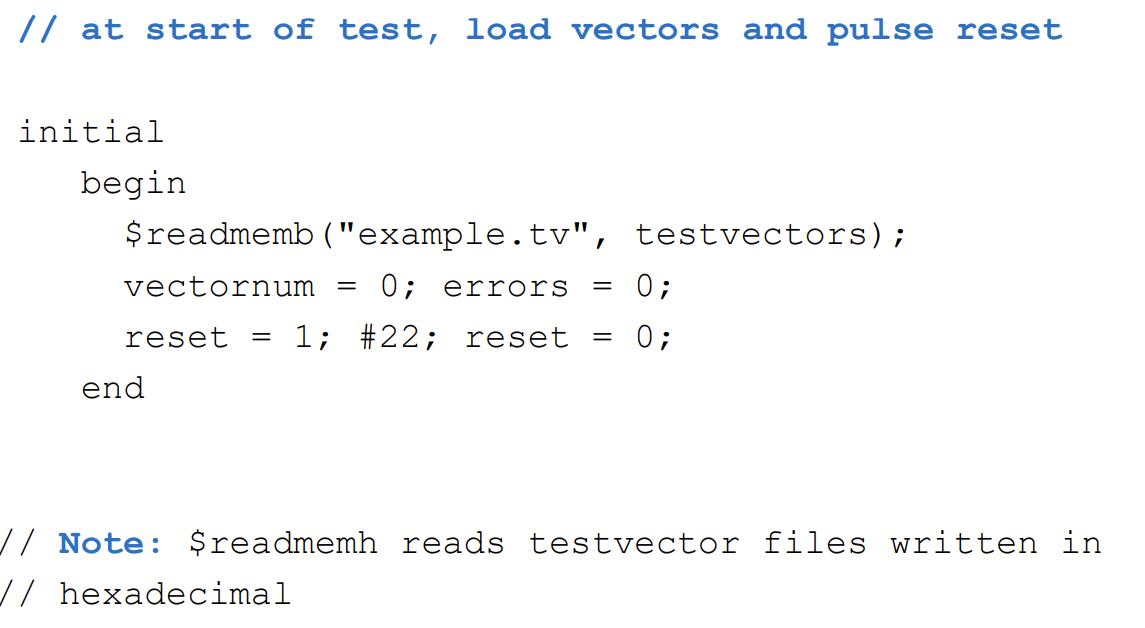 // at start of test, load vectors and pulse reset
initial
begin
$readmemb("example.tv", testvectors);
vectornum = 0; errors = 0;
reset = 1; #22; reset = 0;
end
// Note: $readmemh reads testvector files written in
// hexadecimal